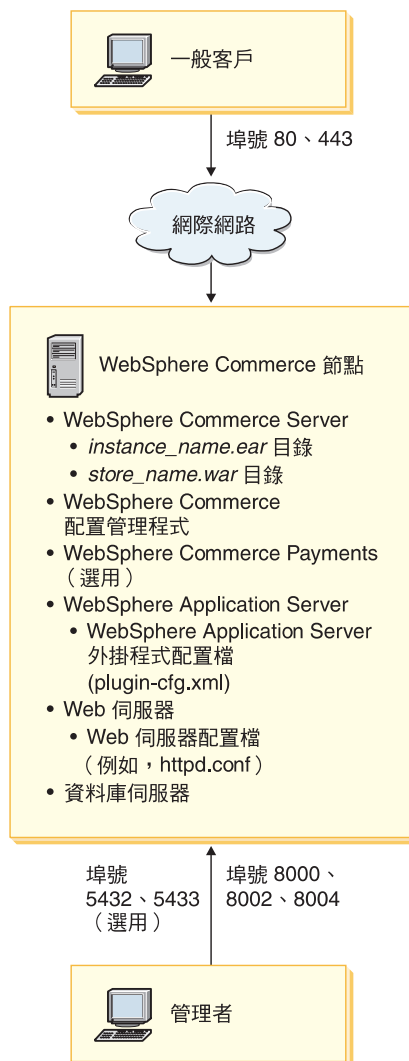 一般客戶
埠號 80、443
網際網路
WebSphere Commerce 節點
• WebSphere Commerce Server
• instance_name.ear 目錄
• store_name.war 目錄
• WebSphere Commerce
配置管理程式
• WebSphere Commerce Payments
（選用）
• WebSphere Application Server
• WebSphere Application Server
外掛程式配置檔
(plugin-cfg.xml)
• Web 伺服器
• Web 伺服器配置檔
（例如，httpd.conf）
• 資料庫伺服器
埠號
5432、5433
（選用）
埠號 8000、
8002、8004
管理者